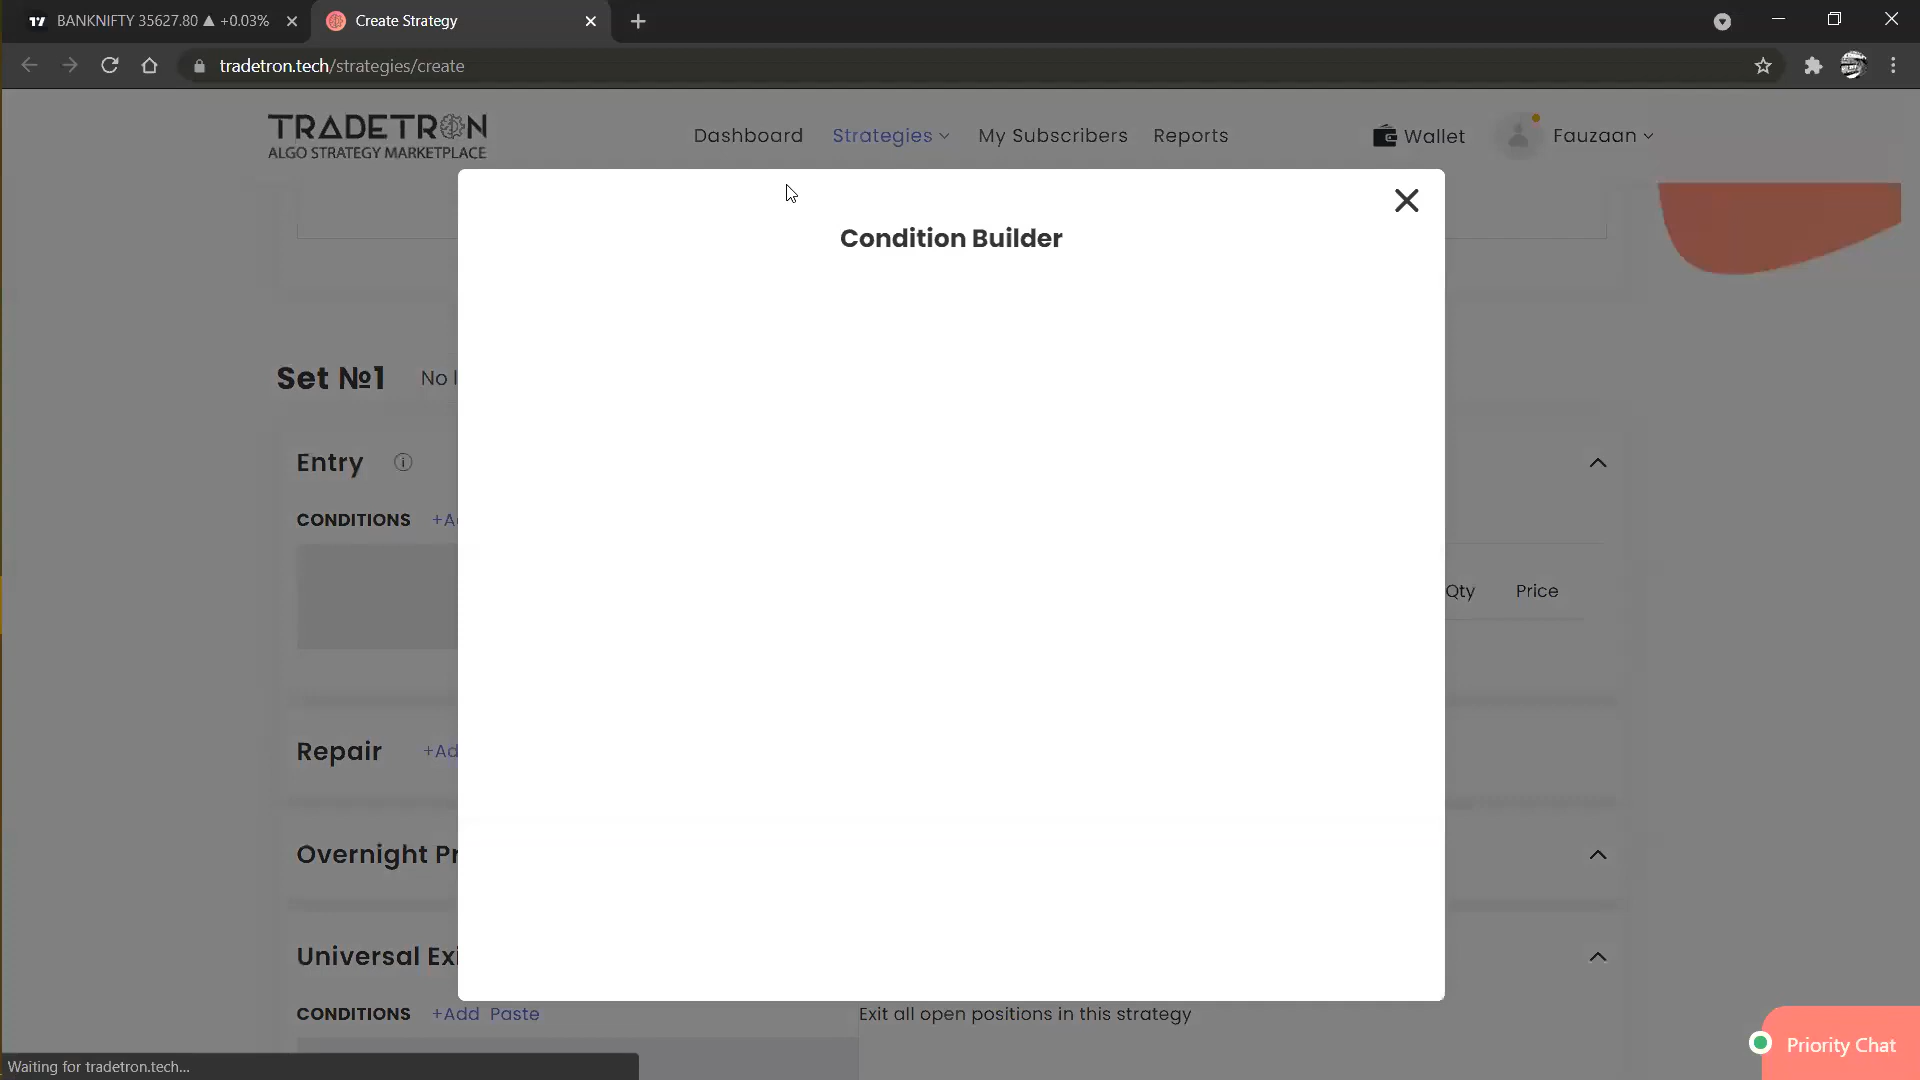 BANKNIFTY 35627.80 ▲ +0.03%
Create Strategy
tradetron.tech/strategies/create
TRADETRON
ALGO STRATEGY MARKETPLACE
Dashboard
Strategies
My Subscribers
Reports
Wallet
Fauzaan
Condition Builder
Set №1
No
Entry
CONDITIONS
Qty
Price
Repair
Overnight
Universal
CONDITIONS
+Add
Paste
Exit all open positions in this strategy
Waiting for tradetron.tech...
Priority Chat